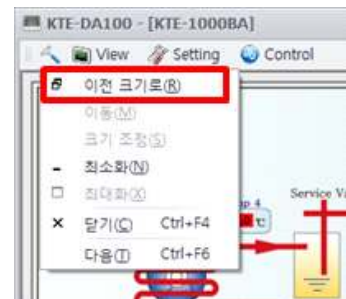 KTE-DA100 - [KTE-1000BA]
View Setting Control
이전 크기로(R)
이동(M)
크기 조정(S)
최소화(N)
최대화(X)
닫기(C) Ctrl+F4
다음(T) Ctrl+F6
Service